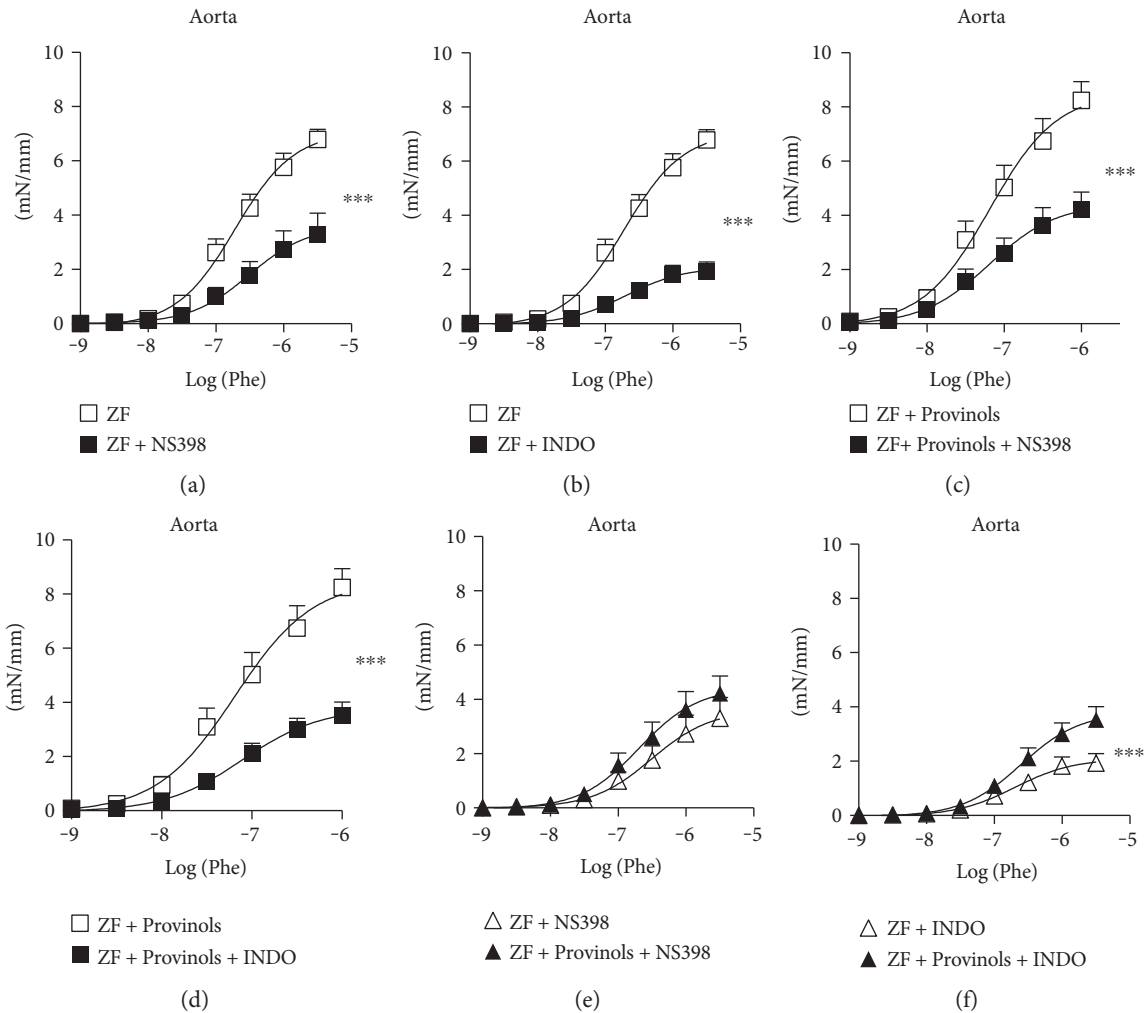 Aorta
10
8
6
4
2
0
(mN/mm)
***
-9
-8
-7
-6
-5
Log (Phe)
ZF
ZF + NS398
(a)
Aorta
10
8
6
4
2
0
(mN/mm)
***
-9
-8
-7
-6
-5
Log (Phe)
ZF
ZF + INDO
(b)
Aorta
10
8
6
4
2
0
(mN/mm)
***
-9
-8
-7
-6
Log (Phe)
ZF + Provinols
ZF+ Provinols + NS398
(c)
Aorta
10
8
6
4
2
0
(mN/mm)
***
-9
-8
-7
-6
Log (Phe)
ZF + Provinols
ZF + Provinols + INDO
(d)
Aorta
10
8
6
4
2
0
(mN/mm)
-9
-8
-7
-6
-5
Log (Phe)
ZF + NS398
ZF + Provinols + NS398
(e)
Aorta
10
8
6
4
2
0
(mN/mm)
***
-9
-8
-7
-6
-5
Log (Phe)
ZF + INDO
ZF + Provinols + INDO
(f)